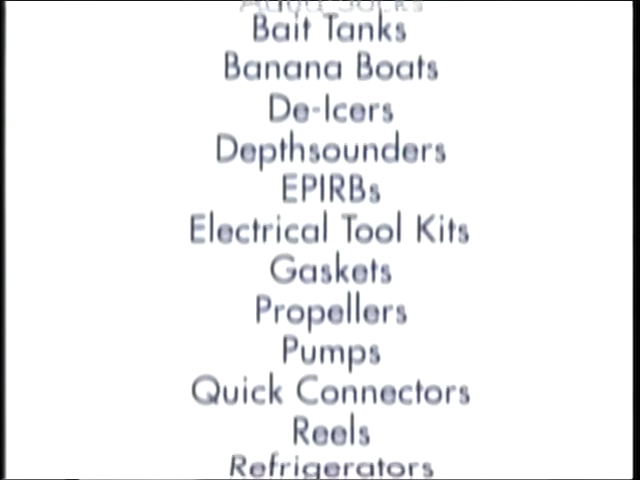 Bait Tanks
Banana Boats
De-Icers
Depthsounders
EPIRBs
Electrical Tool Kits
Gaskets
Propellers
Pumps
Quick Connectors
Reels
Refrigerators